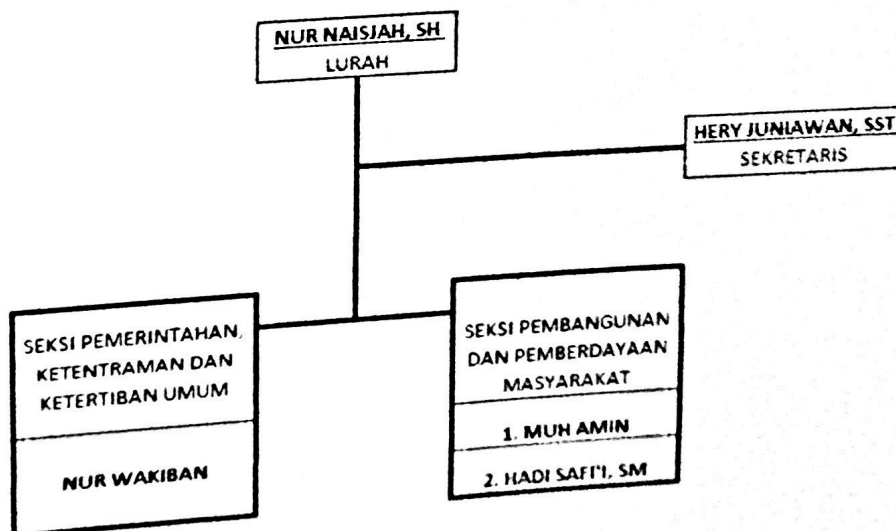 NUR NAISJAH, SH
LURAH
HERY JUNIAWAN, SST
SEKRETARIS
SEKSI PEMERINTAHAN,
KETENTRAMAN DAN
KETERTIBAN UMUM
NUR WAKIBAN
SEKSI PEMBANGUNAN
DAN PEMBERDAYAAN
MASYARAKAT
1. MUH AMIN
2. HADI SAFI'I, SM